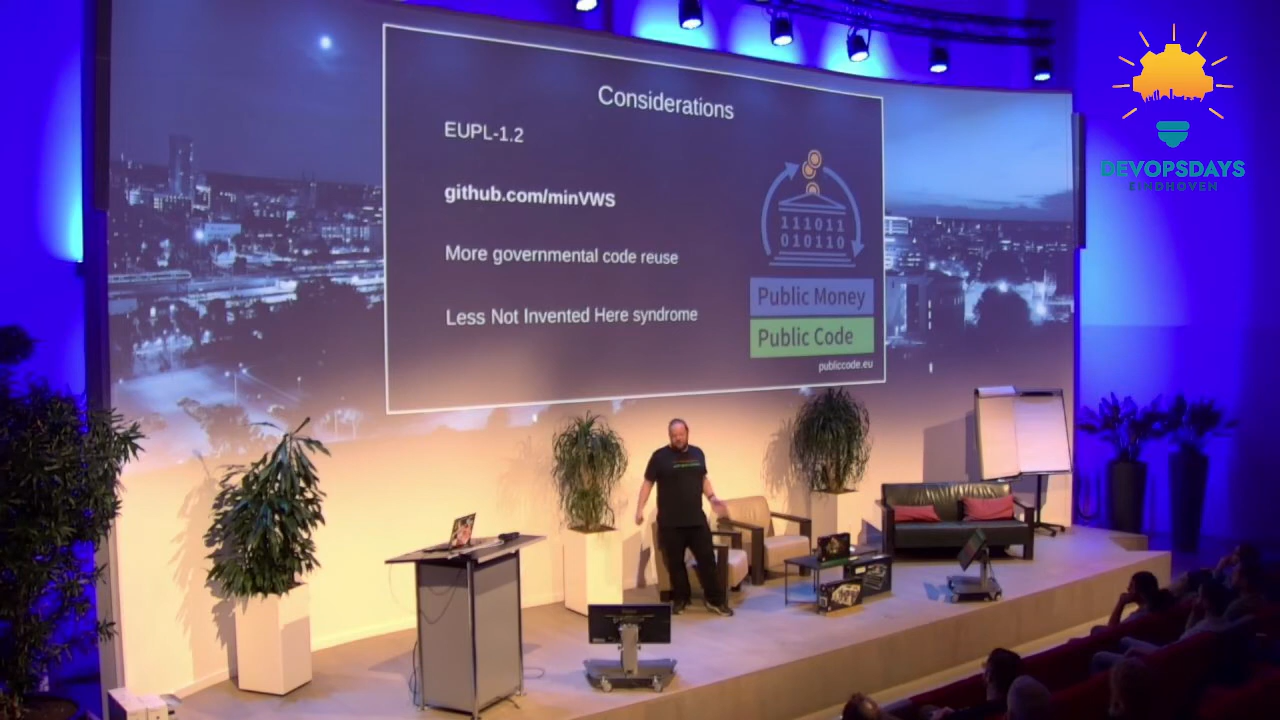 Considerations
EUPL-1.2
github.com/minVWS
More governmental code reuse
Less Not Invented Here syndrome
111011
010110
Public Money
Public Code
publiccode.eu
DEVOPSDAYS
EINDHOVEN